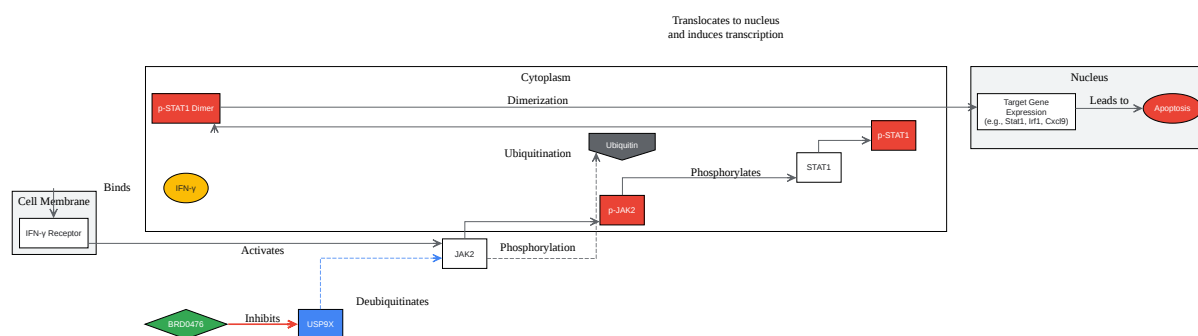 Translocates to nucleus
and induces transcription
Cytoplasm
Nucleus
p-STAT1 Dimer
Dimerization
Target Gene
Expression
(e.g., Stat1, Irf1, Cxcl9)
Leads to
Apoptosis
p-STAT1
Ubiquitin
Ubiquitination
STAT1
Phosphorylates
IFN-γ
Binds
Cell Membrane
p-JAK2
IFN-γ Receptor
Activates
JAK2
Phosphorylation
Deubiquitinates
BRD0476
Inhibits
USP9X